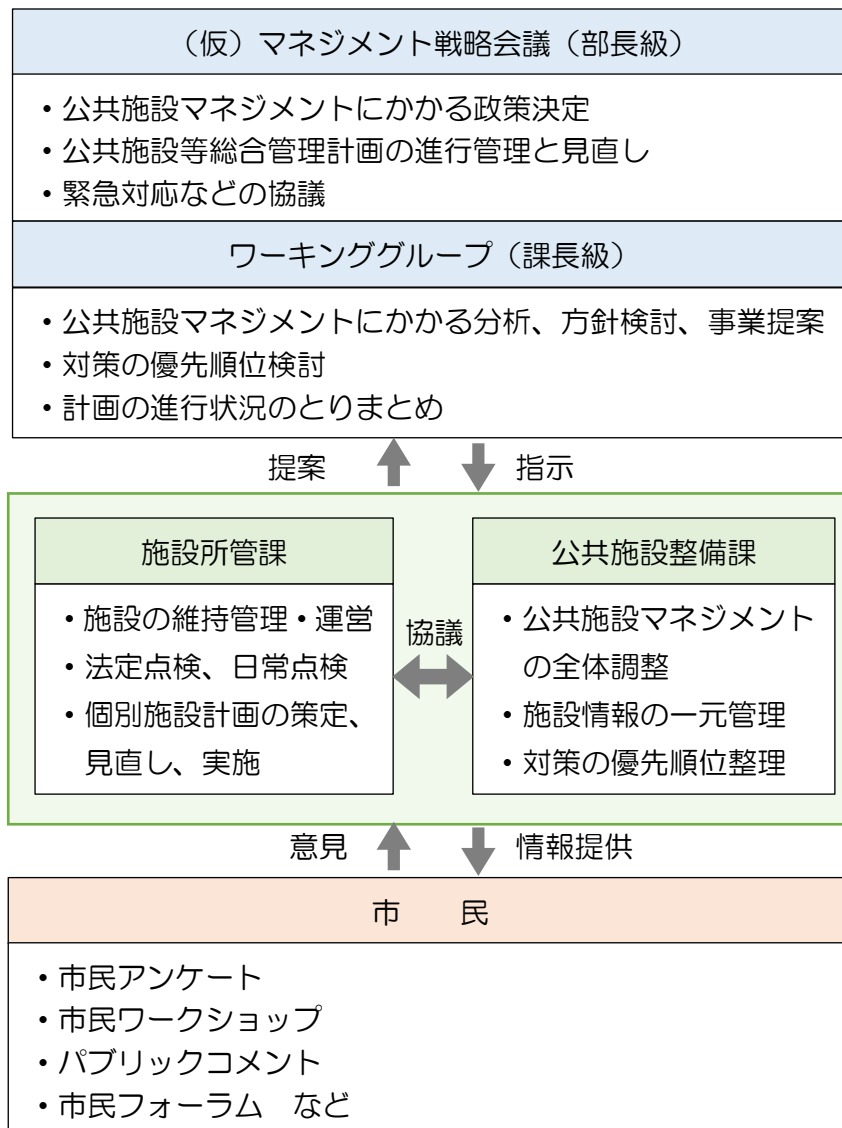 （仮）マネジメント戦略会議（部長級）
・公共施設マネジメントにかかる政策決定
・公共施設等総合管理計画の進行管理と見直し
・緊急対応などの協議
ワーキンググループ（課長級）
・公共施設マネジメントにかかる分析、方針検討、事業提案
・対策の優先順位検討
・計画の進行状況のとりまとめ
提案
指示
施設所管課
・施設の維持管理・運営
・法定点検、日常点検
・個別施設計画の策定、
見直し、実施
協議
公共施設整備課
・公共施設マネジメント
の全体調整
・施設情報の一元管理
・対策の優先順位整理
意見
情報提供
市　　民
・市民アンケート
・市民ワークショップ
・パブリックコメント
・市民フォーラム　など